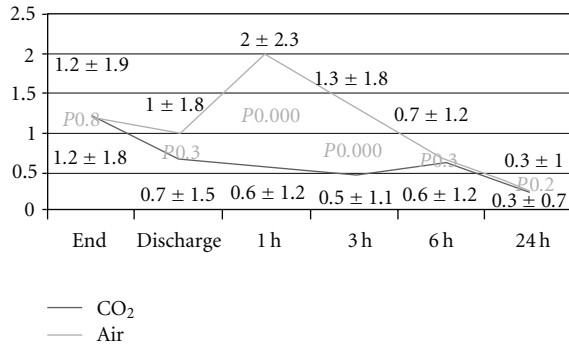 2.5
2 ± 2.3
2
1.2 ± 1.9
1.3 ± 1.8
1.5
1 ± 1.8
0.7 ± 1.2
P0.8
P0.000
1
P0.3
P0.000
P0.3
1.2 ± 1.8
0.3 ± 1
0.5
P0.2
0.7 ± 1.5
0.6 ± 1.2
0.5 ± 1.1
0.6 ± 1.2
0.3 ± 0.7
0
End Discharge 1 h 3 h 6 h 24 h
CO₂
Air